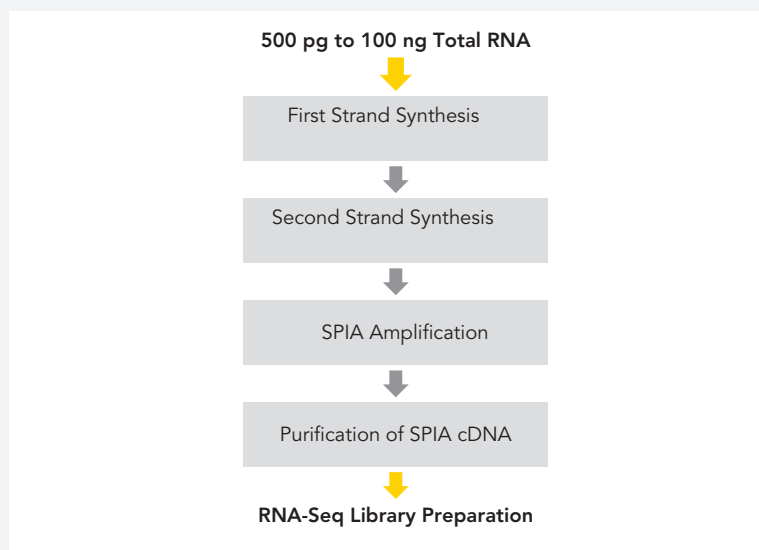 500 pg to 100 ng Total RNA
First Strand Synthesis
Second Strand Synthesis
SPIA Amplification
Purification of SPIA cDNA
RNA-Seq Library Preparation